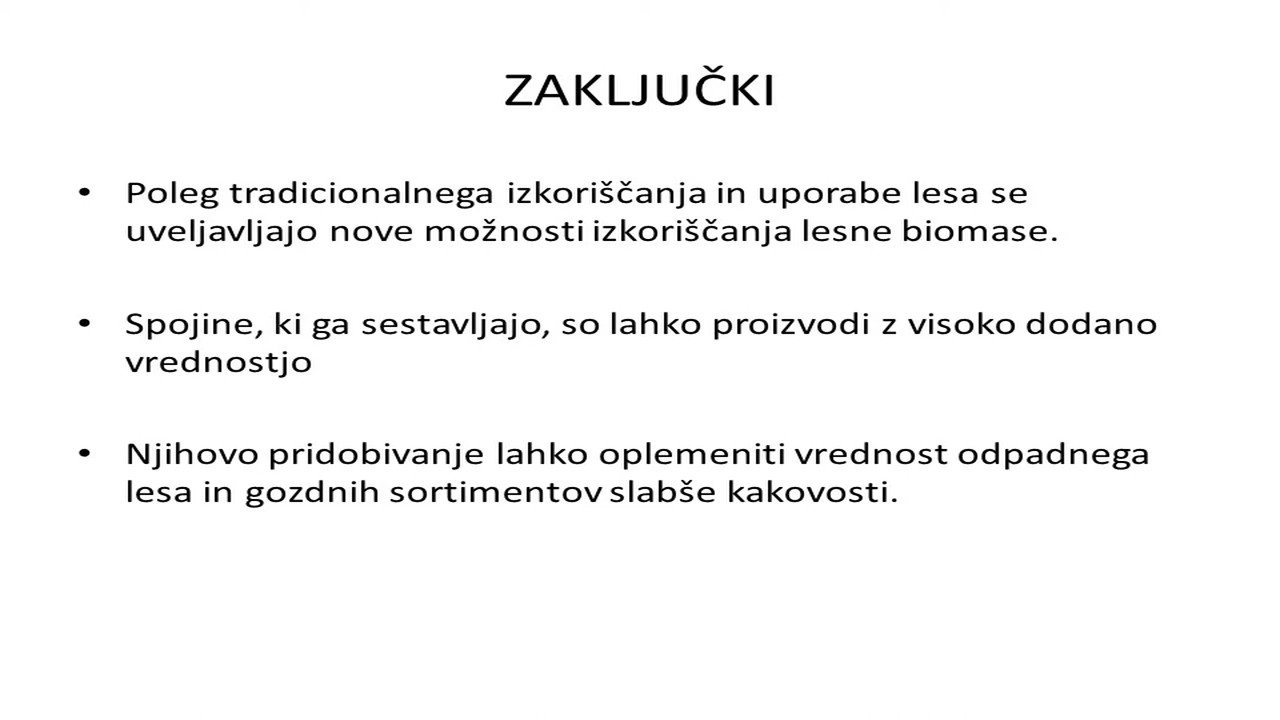 ZAKLJUČKI
• Poleg tradicionalnega izkoriščanja in uporabe lesa se
uveljavljajo nove možnosti izkoriščanja lesne biomase.
• Spojine, ki ga sestavljajo, so lahko proizvodi z visoko dodano
vrednostjo
• Njihovo pridobivanje lahko oplemeniti vrednost odpadnega
lesa in gozdnih sortimentov slabše kakovosti.